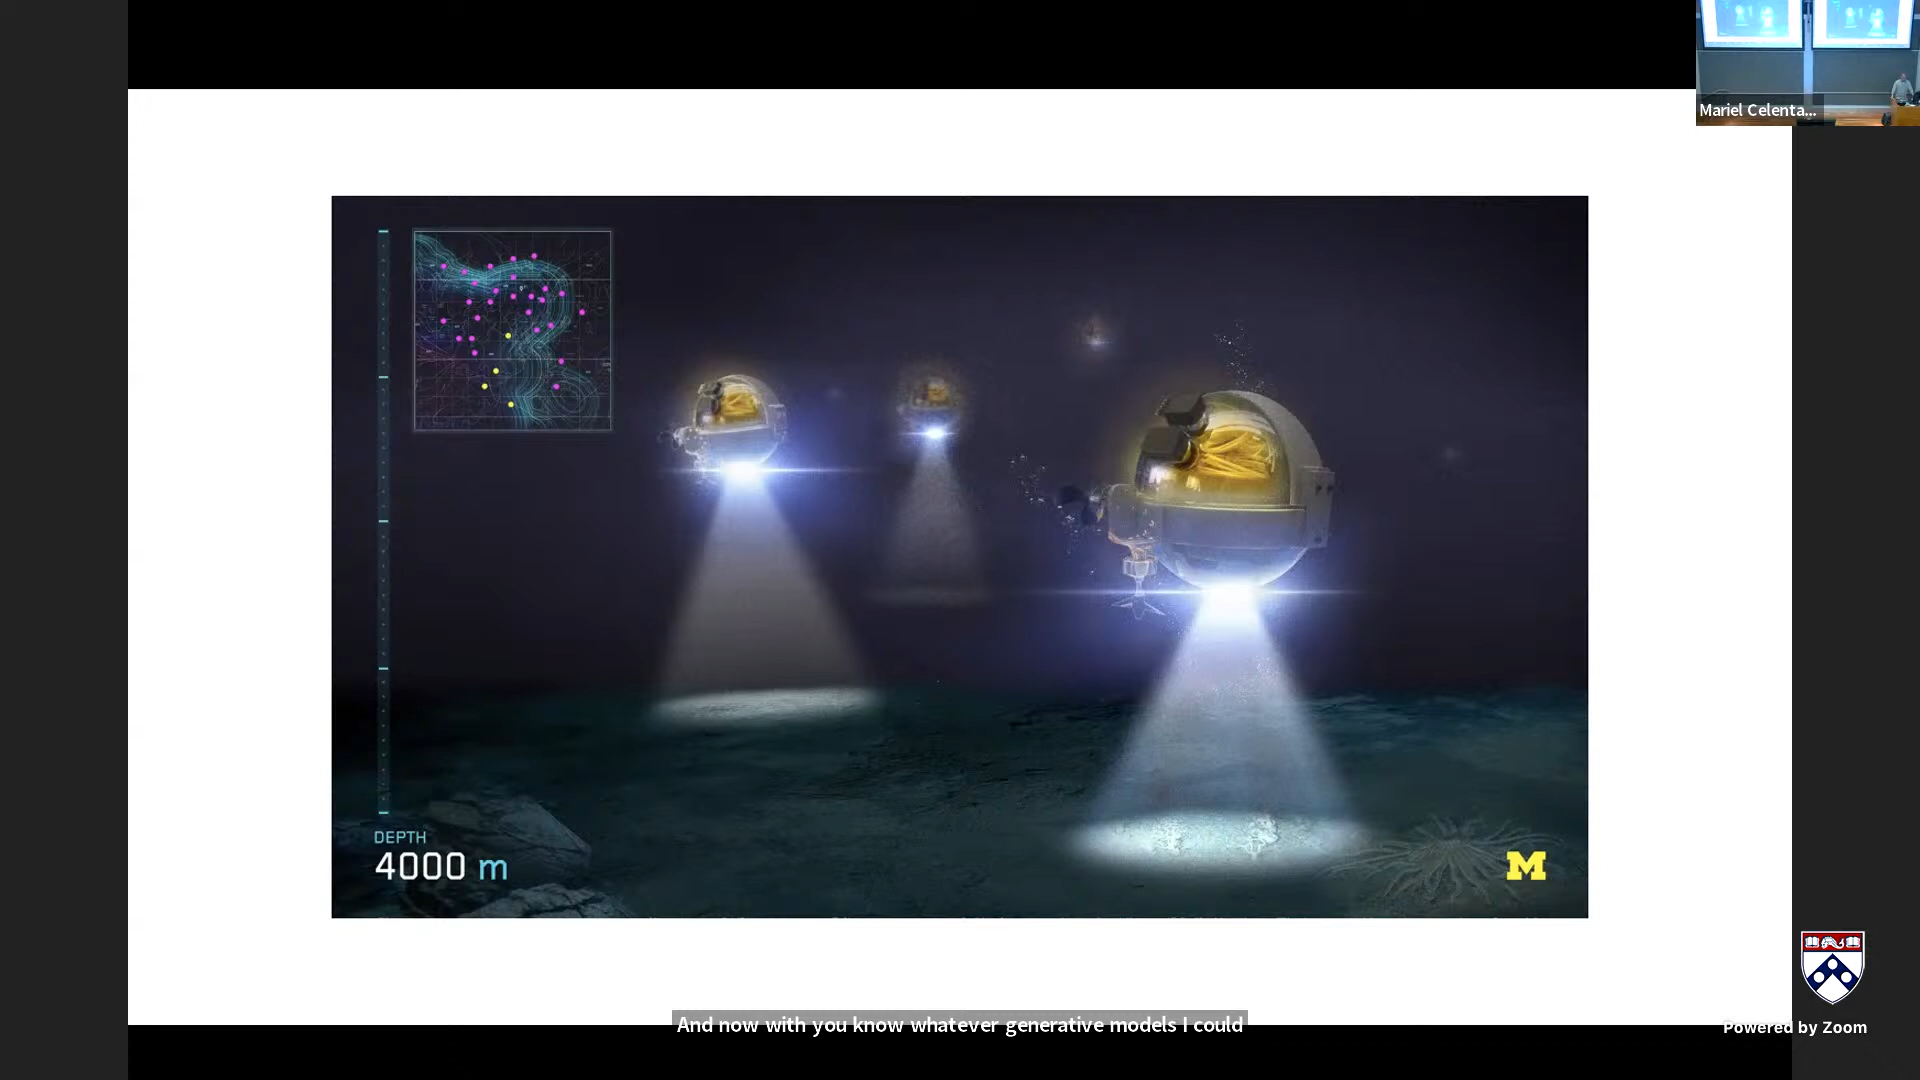 Mariel Celenta...
DEPTH
4000 m
M
And now with you know whatever generative models I could
Powered by Zoom